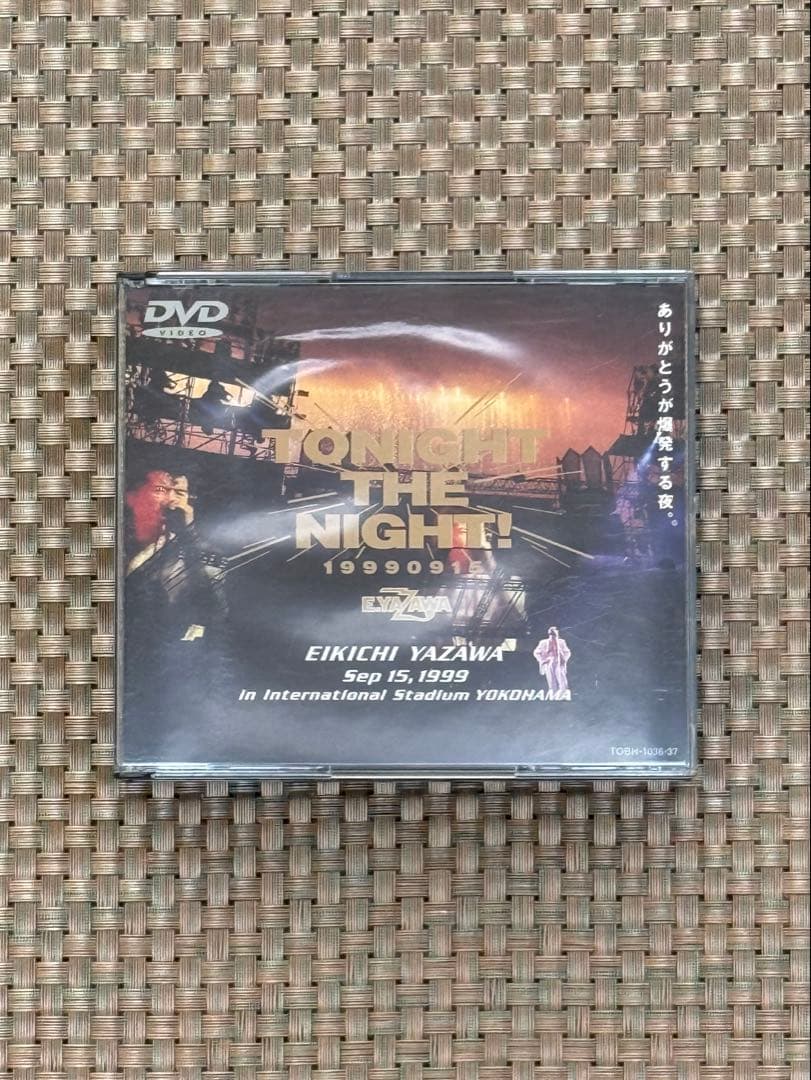 DVD
VIDEO
ありがとうが爆発する夜。
TONIGHT
THE
NIGHT!
19990915
E.YAZAWA
EIKICHI YAZAWA
Sep 15, 1999
in International Stadium YOKOHAMA
TOBH-1036·37